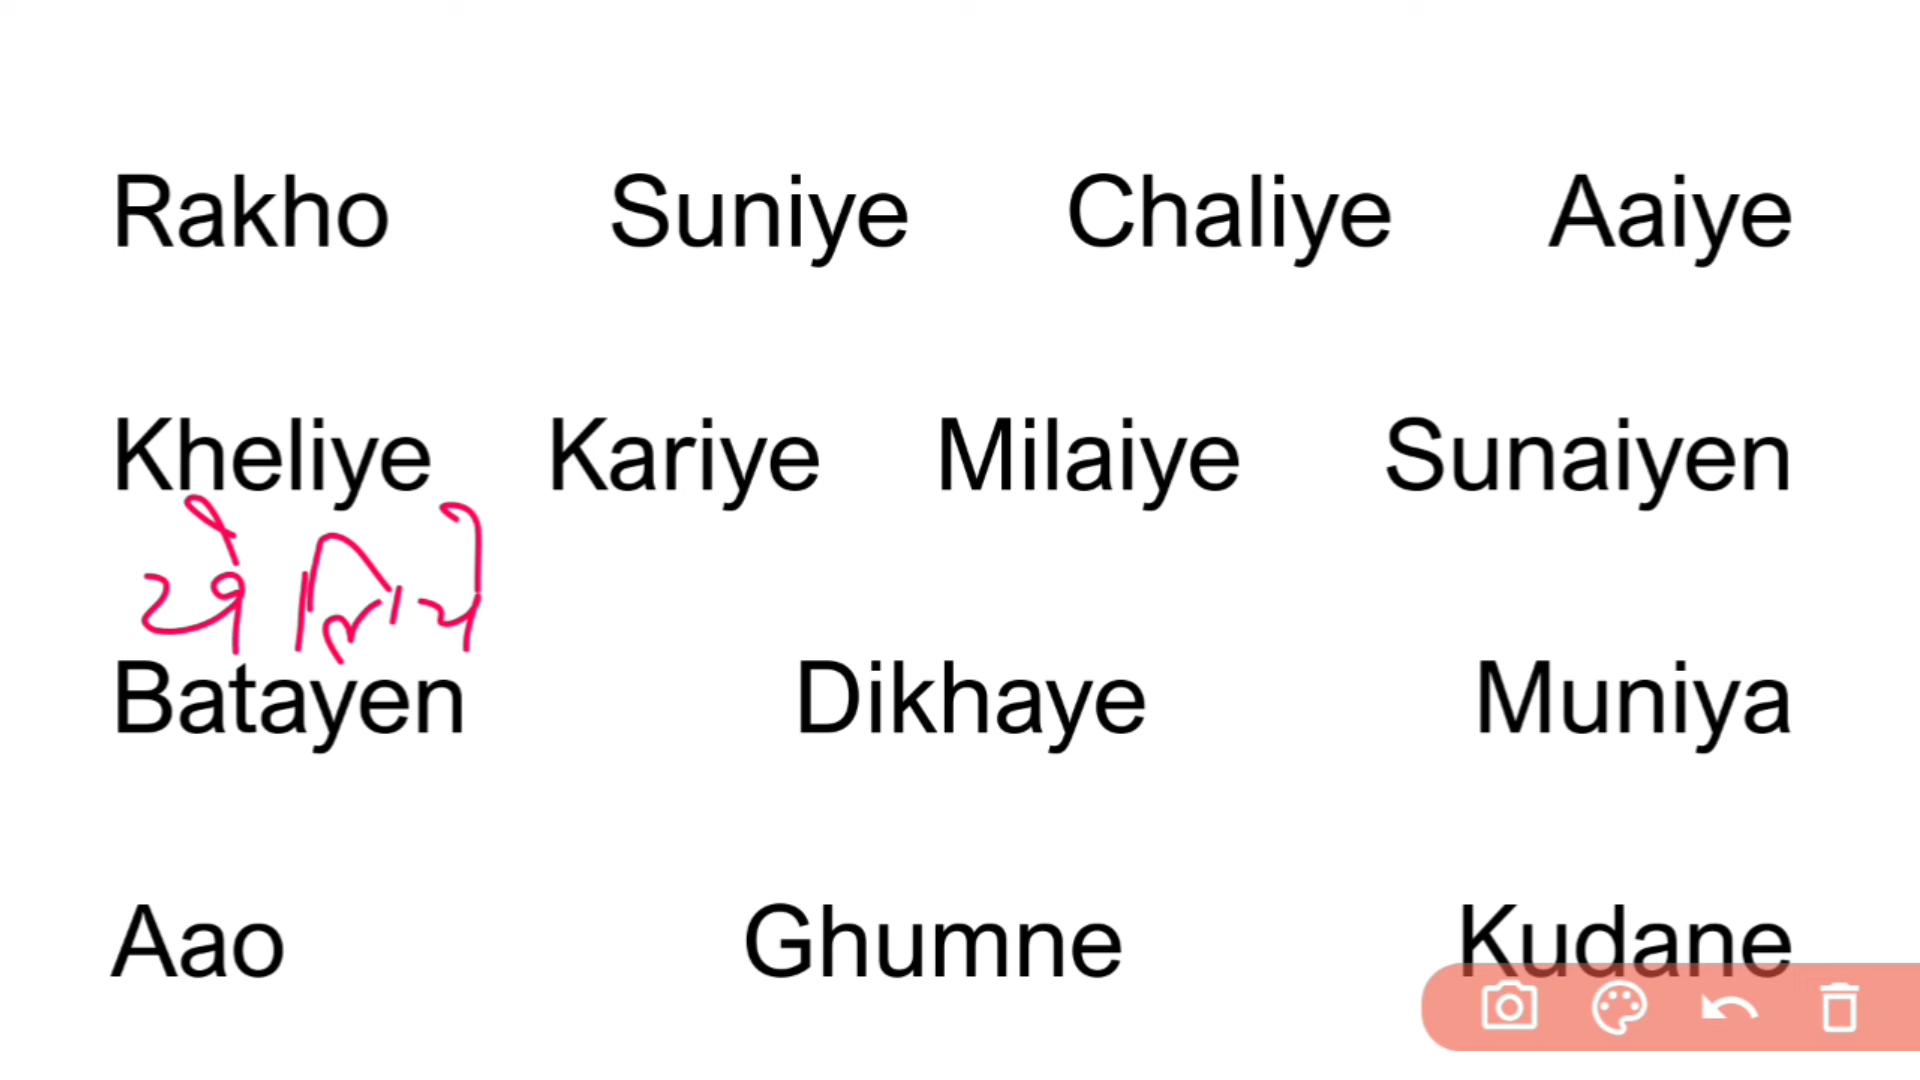 Rakho Suniye Chaliye Aaiye
Kheliye Kariye Milaiye Sunaiyen
खेलिये
Batayen Dikhaye Muniya
Aao Ghumne Kudane